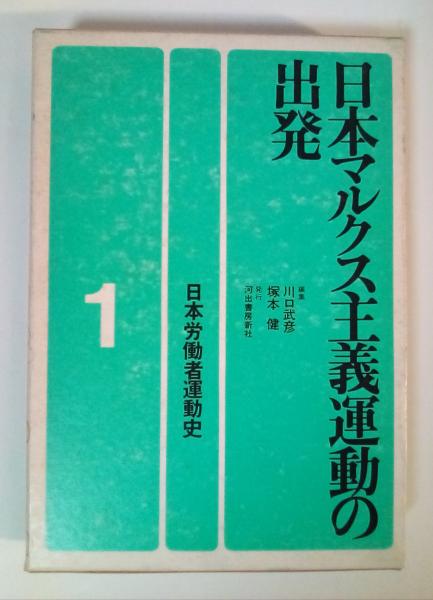 日本マルクス主義運動の
出発
編集
川口武彦
塚本 健
発行
河出書房新社
日本労働者運動史
1